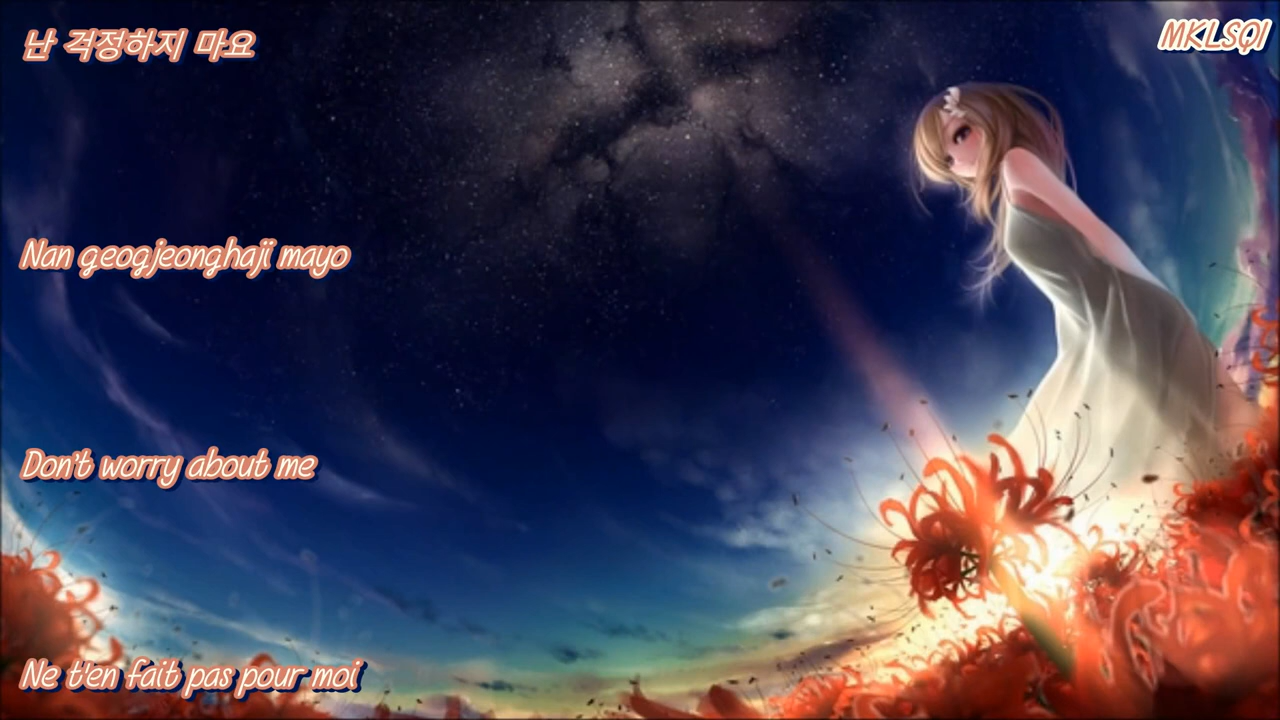 난 걱정하지 마요
MKLSQI
Nan geogjeonghaji mayo
Don't worry about me
Ne t'en fait pas pour moi